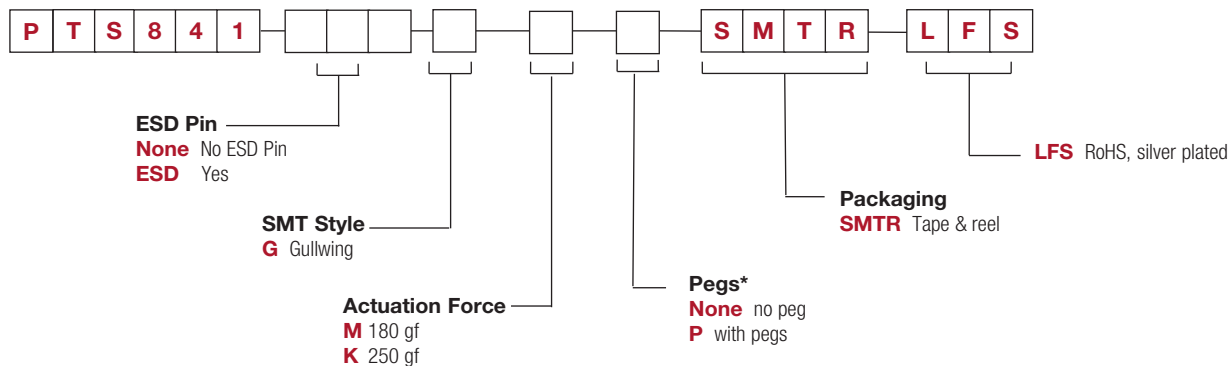 P T S 8 4 1 S M T R L F S
ESD Pin
None No ESD Pin
ESD Yes
LFS RoHS, silver plated
Packaging
SMTR Tape & reel
SMT Style
G Gullwing
Pegs*
None no peg
P with pegs
Actuation Force
M 180 gf
K 250 gf